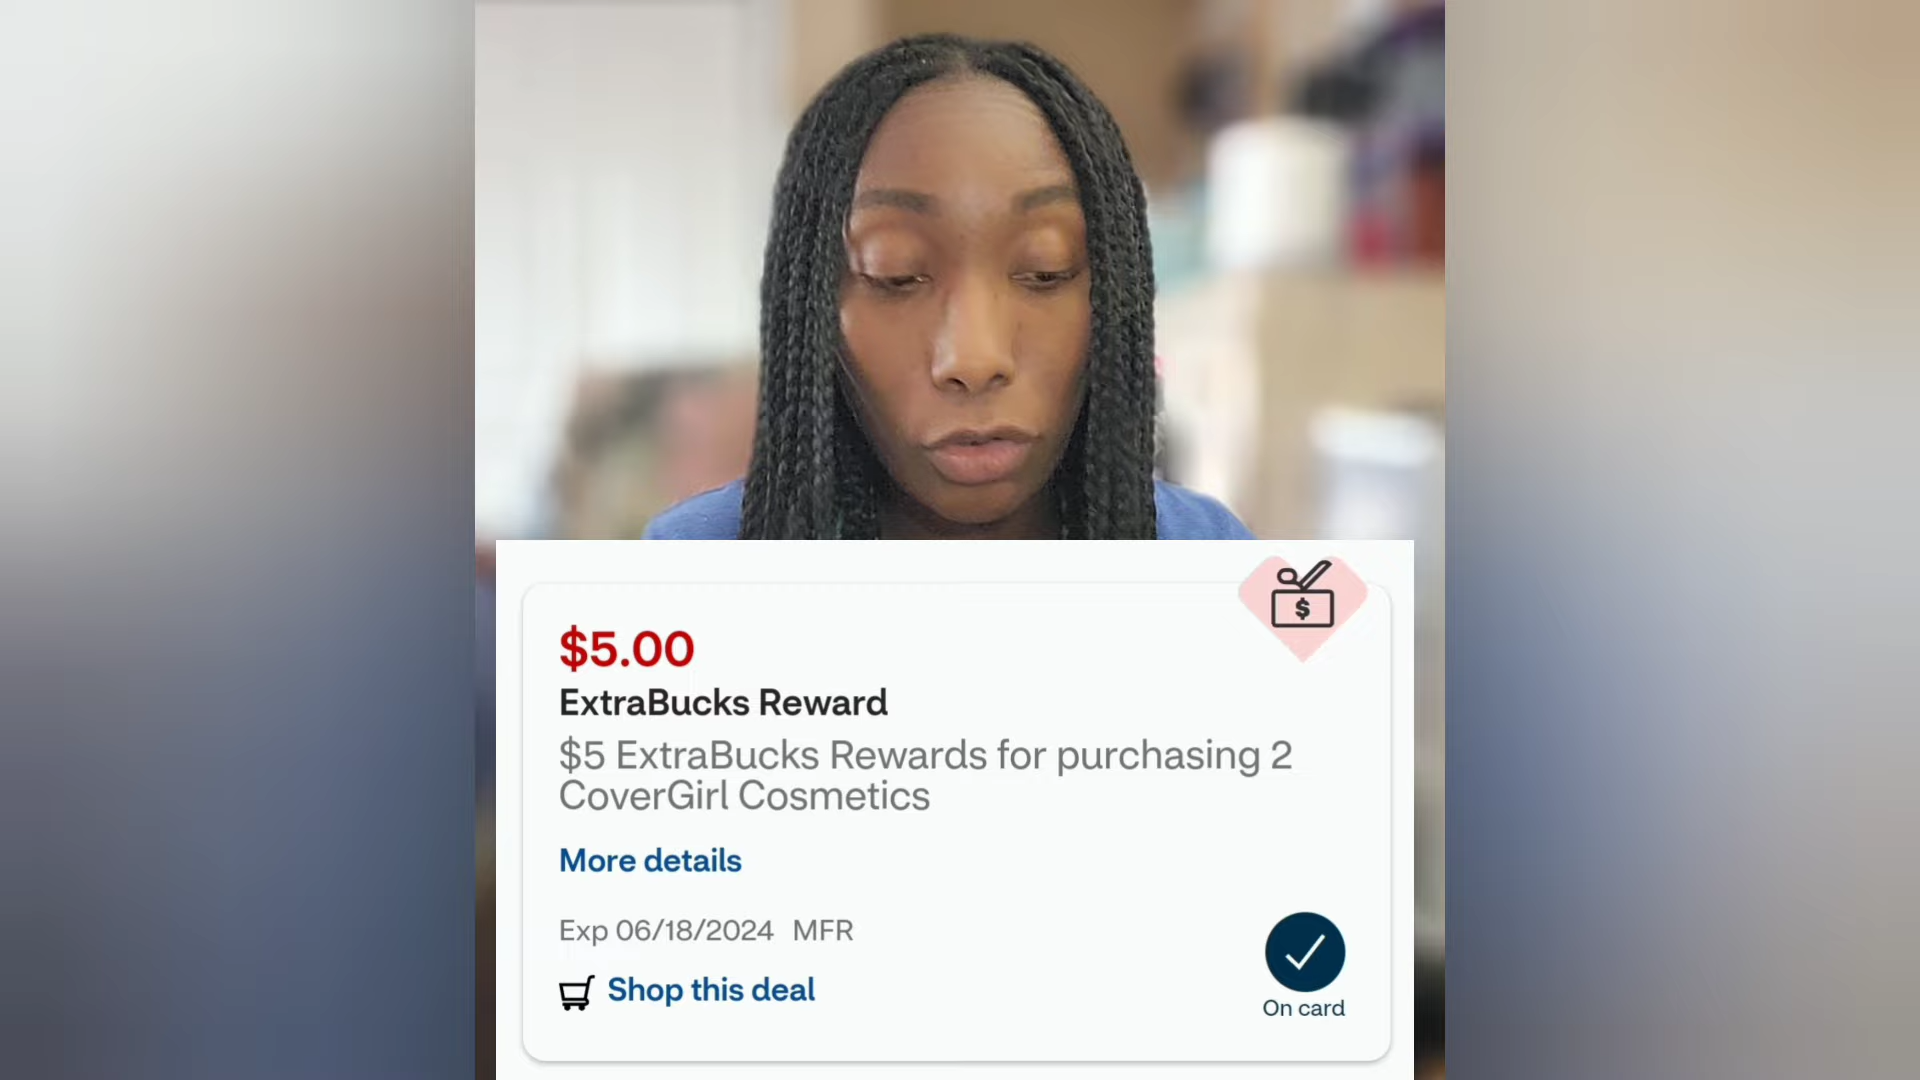 $
$5.00
ExtraBucks Reward
$5 ExtraBucks Rewards for purchasing 2
CoverGirl Cosmetics
More details
Exp 06/18/2024 MFR
Shop this deal
On card